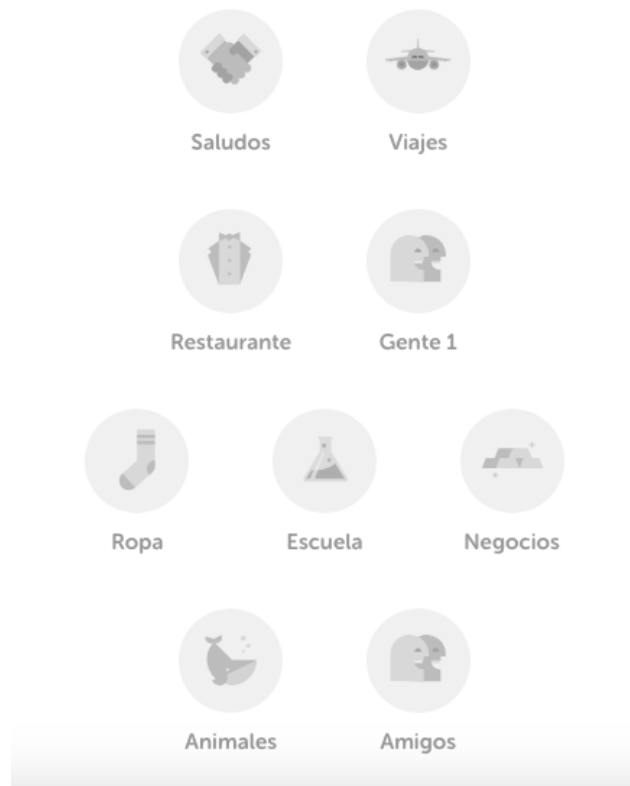 Saludos Viajes
Restaurante Gente 1
Ropa Escuela Negocios
Animales Amigos